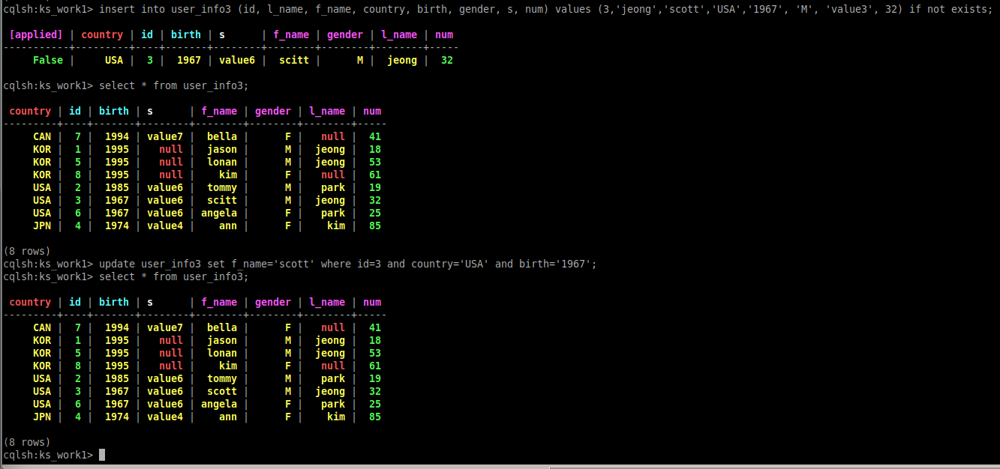 cqlsh:ks_work1> insert into user_info3 (id, l_name, f_name, country, birth, gender, s, num) values (3,'jeong','scott','USA','1967', 'M', 'value3', 32) if not exists;
 [applied] | country | id | birth | s      | f_name | gender | l_name | num
-----------+---------+----+-------+--------+--------+--------+--------+-----
     False |     USA |  3 |  1967 | value6 |  scitt |      M |  jeong |  32
cqlsh:ks_work1> select * from user_info3;
 country | id | birth | s      | f_name | gender | l_name | num
---------+----+-------+--------+--------+--------+--------+-----
     CAN |  7 |  1994 | value7 |  bella |      F |   null |  41
     KOR |  1 |  1995 |   null |  jason |      M |  jeong |  18
     KOR |  5 |  1995 |   null |  lonan |      M |  jeong |  53
     KOR |  8 |  1995 |   null |    kim |      F |   null |  61
     USA |  2 |  1985 | value6 |  tommy |      M |   park |  19
     USA |  3 |  1967 | value6 |  scitt |      M |  jeong |  32
     USA |  6 |  1967 | value6 | angela |      F |   park |  25
     JPN |  4 |  1974 | value4 |    ann |      F |    kim |  85
(8 rows)
cqlsh:ks_work1> update user_info3 set f_name='scott' where id=3 and country='USA' and birth='1967';
cqlsh:ks_work1> select * from user_info3;
 country | id | birth | s      | f_name | gender | l_name | num
---------+----+-------+--------+--------+--------+--------+-----
     CAN |  7 |  1994 | value7 |  bella |      F |   null |  41
     KOR |  1 |  1995 |   null |  jason |      M |  jeong |  18
     KOR |  5 |  1995 |   null |  lonan |      M |  jeong |  53
     KOR |  8 |  1995 |   null |    kim |      F |   null |  61
     USA |  2 |  1985 | value6 |  tommy |      M |   park |  19
     USA |  3 |  1967 | value6 |  scott |      M |  jeong |  32
     USA |  6 |  1967 | value6 | angela |      F |   park |  25
     JPN |  4 |  1974 | value4 |    ann |      F |    kim |  85
(8 rows)
cqlsh:ks_work1>